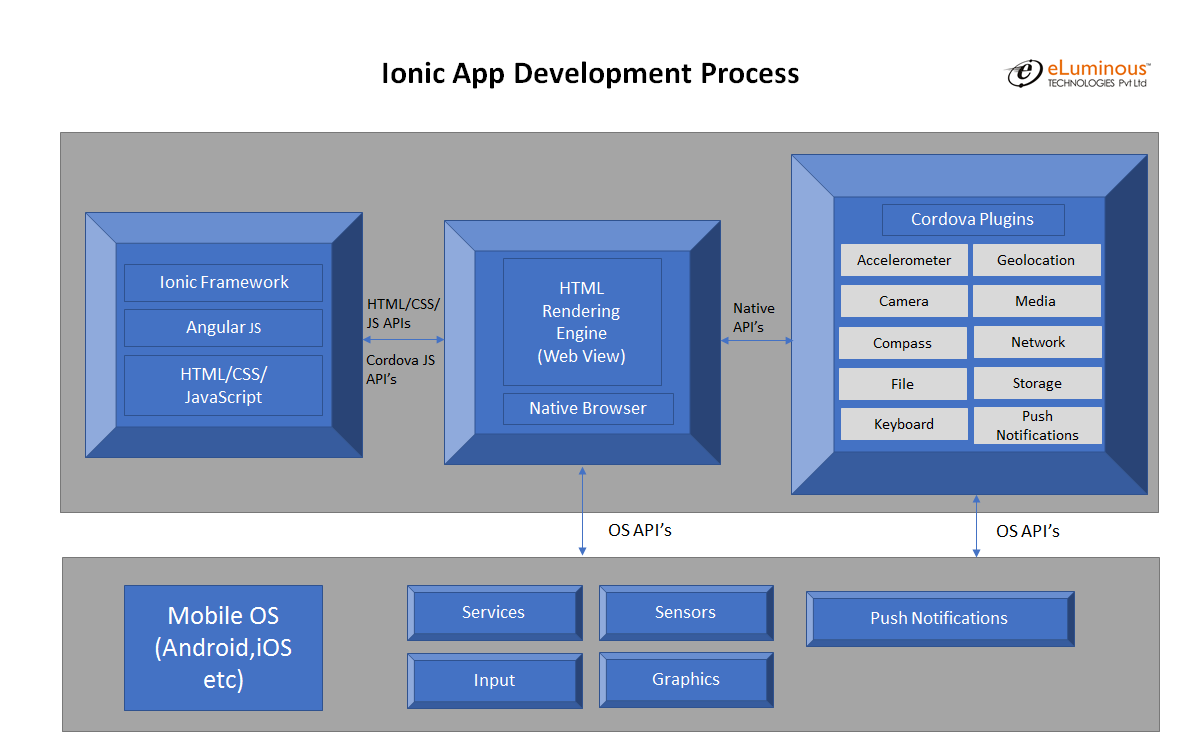 Ionic App Development Process
eLuminous™
TECHNOLOGIES Pvt Ltd
Ionic Framework
Angular JS
HTML/CSS/
JavaScript
HTML/CSS/
JS APIs
Cordova JS
API's
HTML
Rendering
Engine
(Web View)
Native Browser
Native
API's
Cordova Plugins
Accelerometer
Geolocation
Camera
Media
Compass
Network
File
Storage
Keyboard
Push
Notifications
OS API's
OS API's
Mobile OS
(Android,iOS
etc)
Services
Sensors
Push Notifications
Input
Graphics